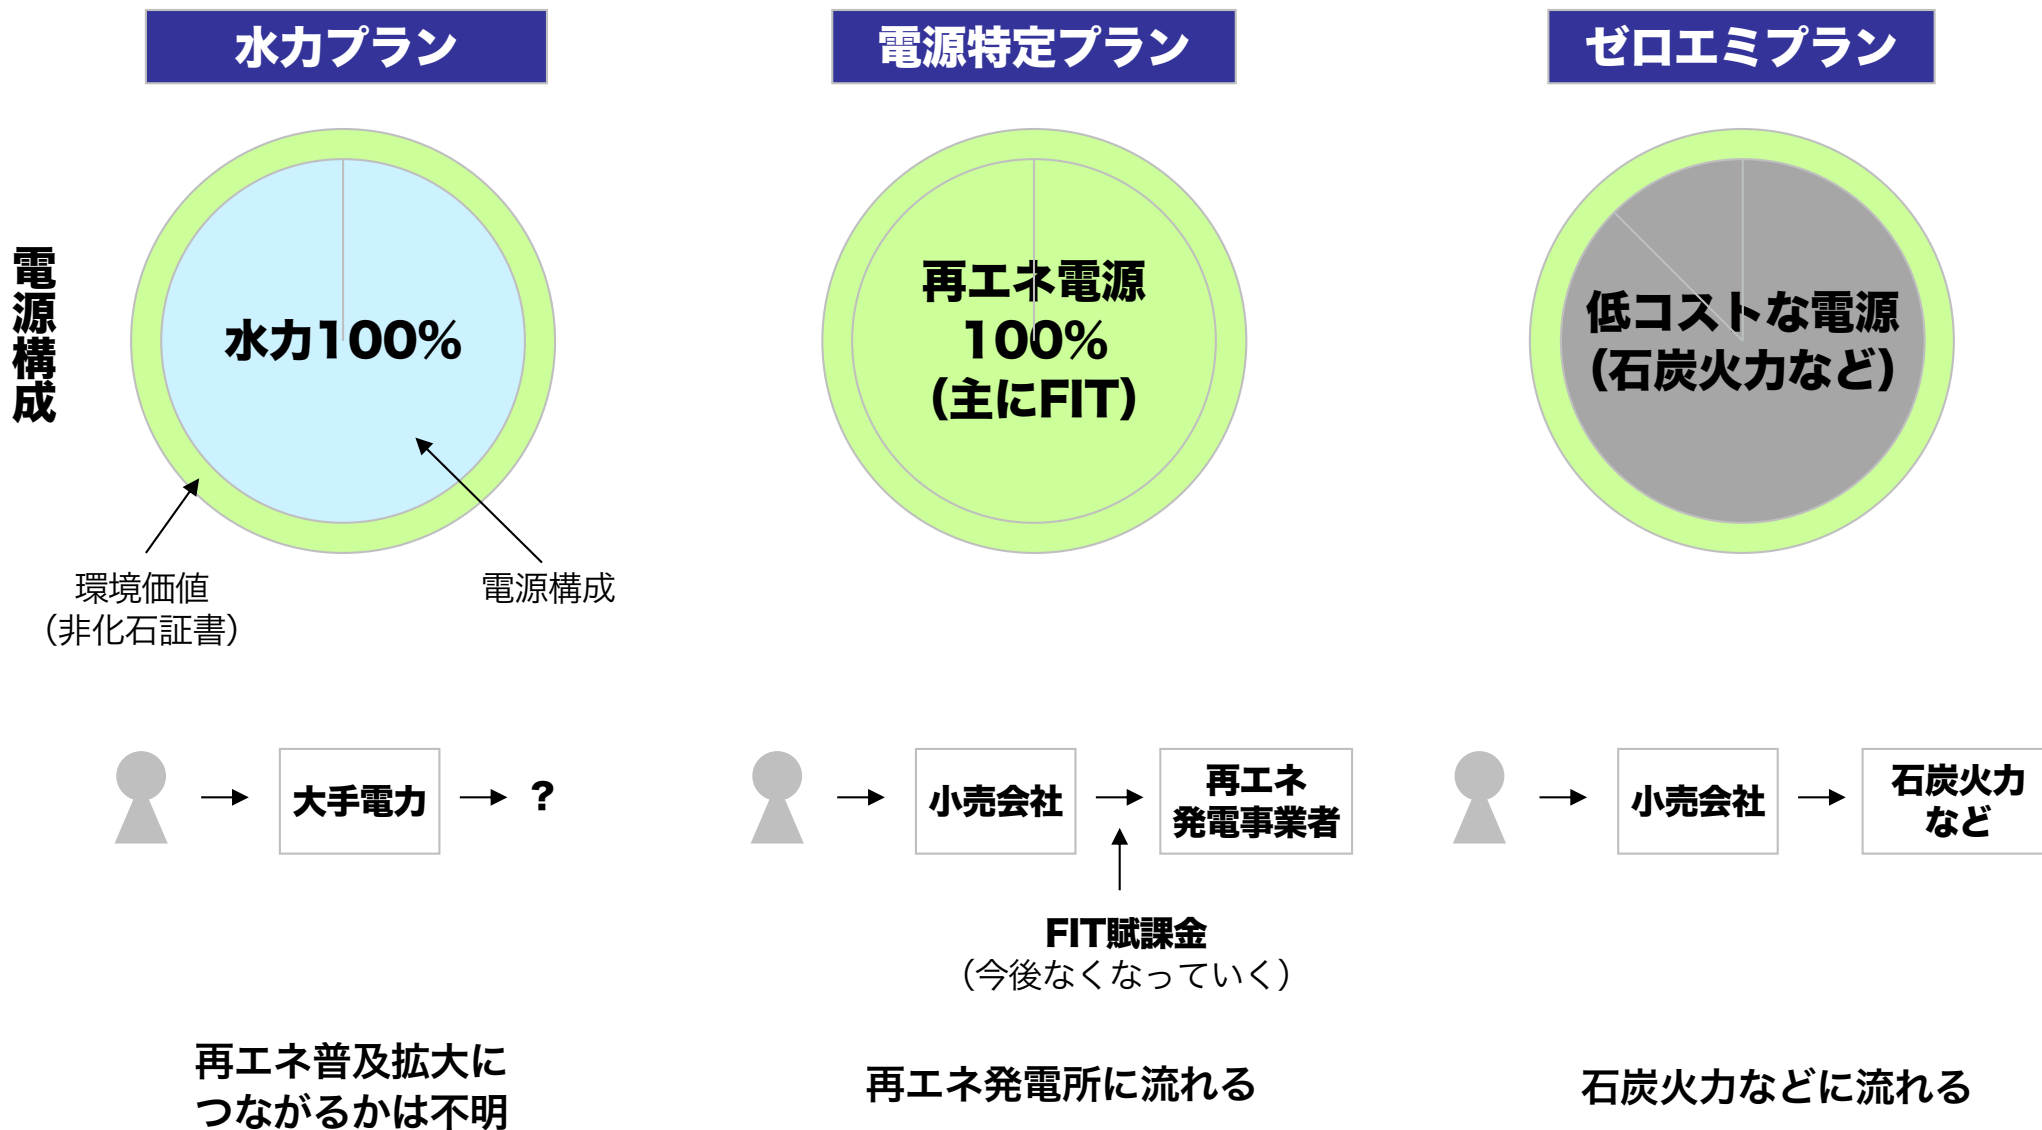 水力プラン
電源特定プラン
ゼロエミプラン
電源構成
水力100%
再エネ電源
100%
(主にFIT)
低コストな電源
(石炭火力など)
環境価値
(非化石証書)
電源構成
大手電力
?
小売会社
再エネ
発電事業者
小売会社
石炭火力
など
FIT賦課金
(今後なくなっていく)
再エネ普及拡大に
つながるかは不明
再エネ発電所に流れる
石炭火力などに流れる